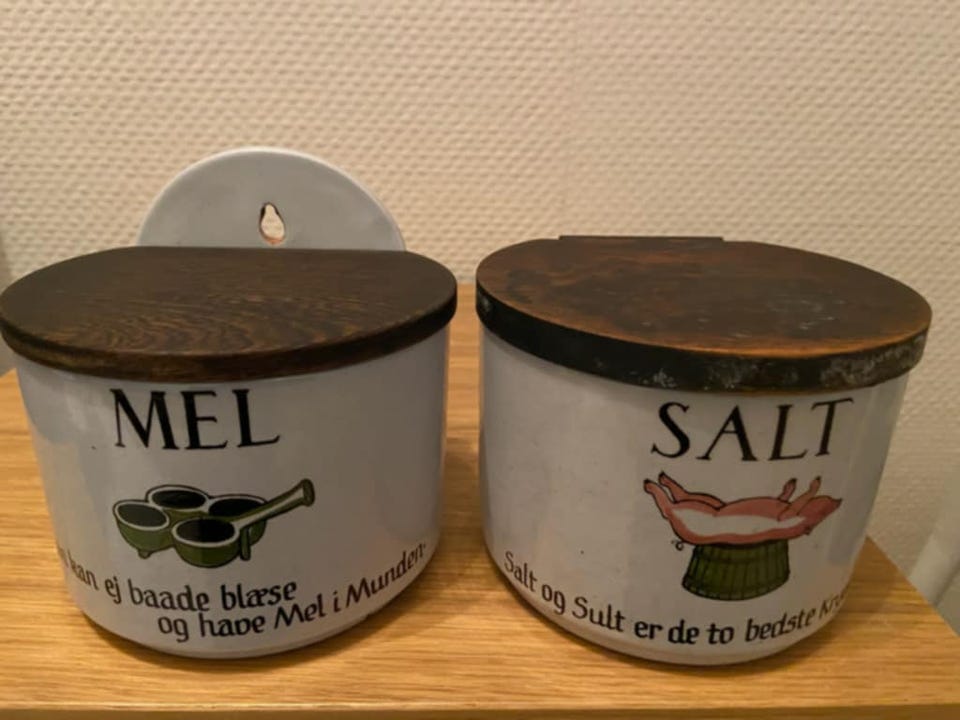 MEL
kan ej baade blæse
og have Mel i Munden.
SALT
Salt og Sult er de to bedste